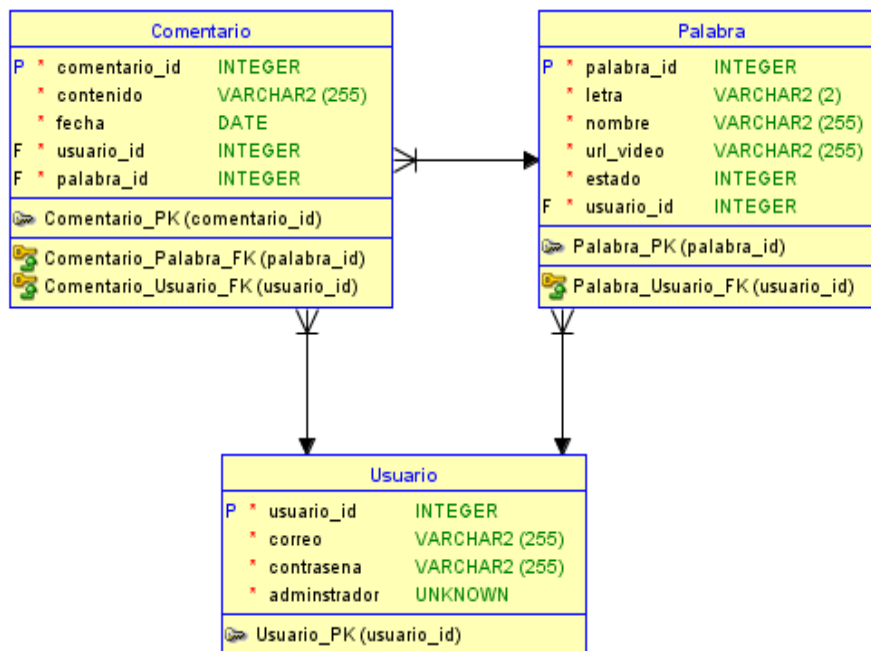 Comentario
P * comentario_id INTEGER
* contenido VARCHAR2 (255)
* fecha DATE
F * usuario_id INTEGER
F * palabra_id INTEGER
Comentario_PK (comentario_id)
Comentario_Palabra_FK (palabra_id)
Comentario_Usuario_FK (usuario_id)
Palabra
P * palabra_id INTEGER
* letra VARCHAR2 (2)
* nombre VARCHAR2 (255)
* url_video VARCHAR2 (255)
* estado INTEGER
F * usuario_id INTEGER
Palabra_PK (palabra_id)
Palabra_Usuario_FK (usuario_id)
Usuario
P * usuario_id INTEGER
* correo VARCHAR2 (255)
* contrasena VARCHAR2 (255)
* adminstrador UNKNOWN
Usuario_PK (usuario_id)